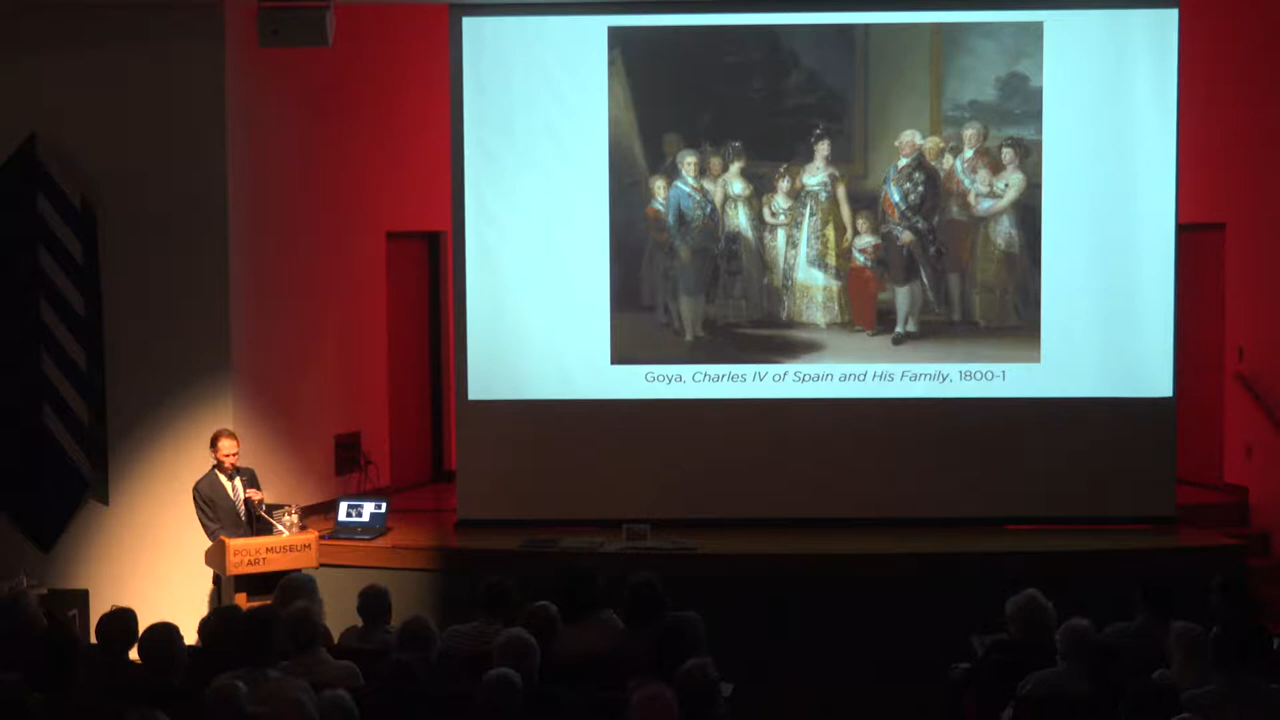 Goya, Charles IV of Spain and His Family, 1800-1
POLK MUSEUM
of ART